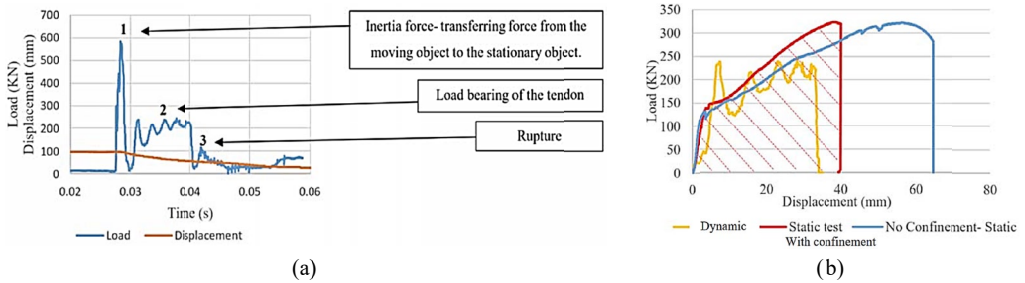 700
600
500
400
300
200
100
0
Load (KN)
Displacement (mm)
0.02
0.03
0.04
0.05
0.06
Time (s)
1
2
3
Inertia force- transferring force from the
moving object to the stationary object.
Load bearing of the tendon
Rupture
Load
Displacement
(a)
350
300
250
200
150
100
50
0
Load (KN)
0
20
40
60
80
Displacement (mm)
Dynamic
Static test
With confinement
No Confinement- Static
(b)